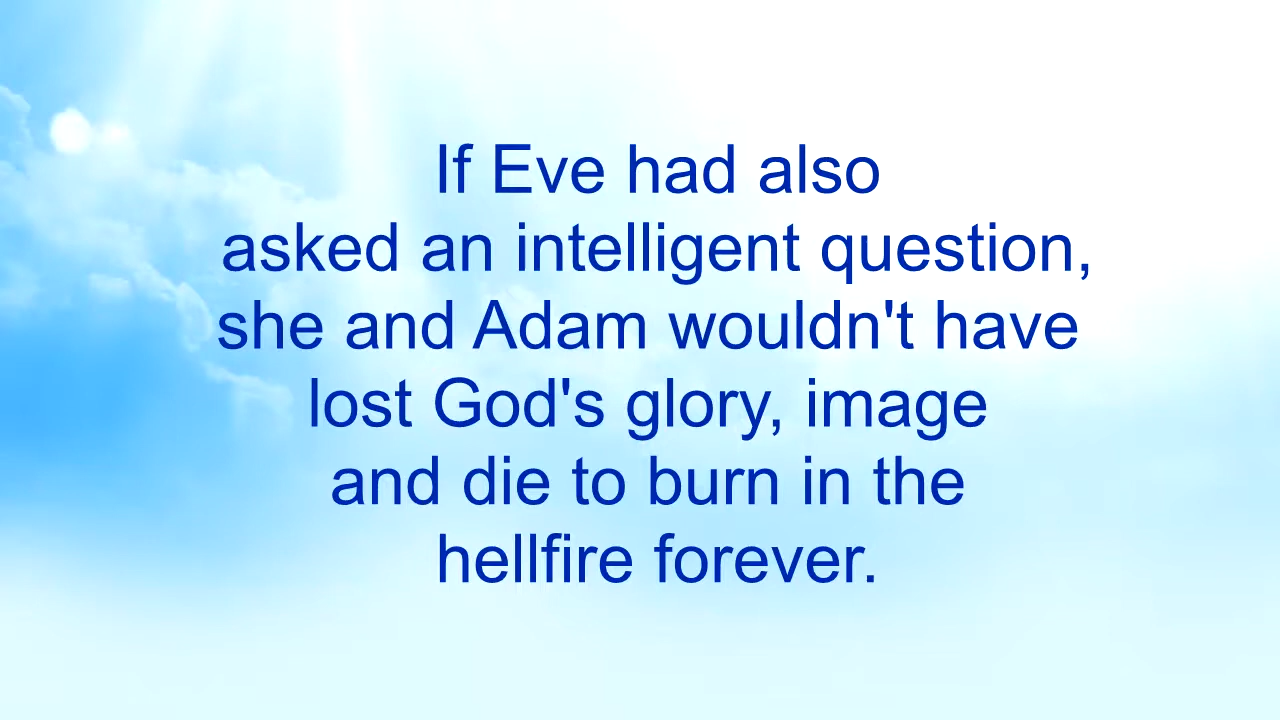 If Eve had also
asked an intelligent question,
she and Adam wouldn't have
lost God's glory, image
and die to burn in the
hellfire forever.